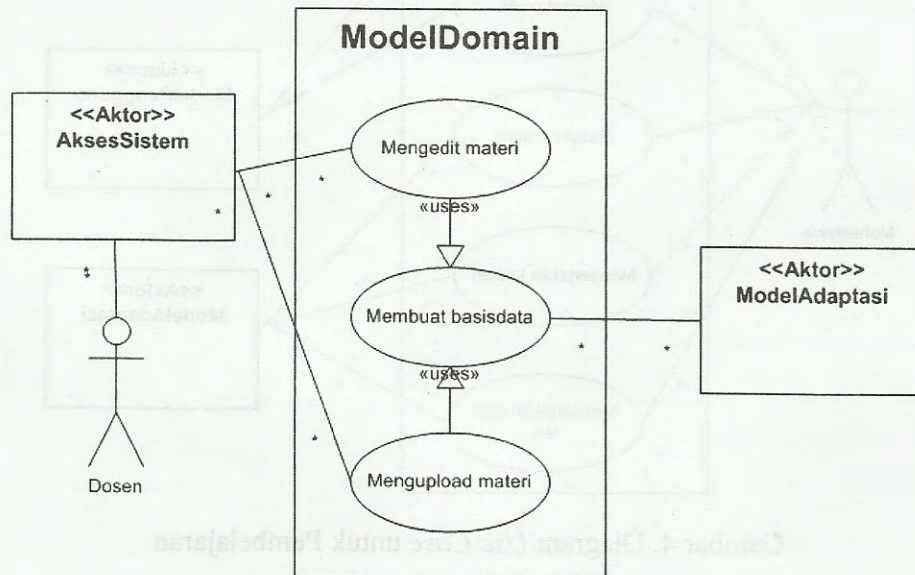 ModelDomain
<<Aktor>>
AksesSistem
Mengedit materi
*
*
*
«uses»
*
<<Aktor>>
ModelAdaptasi
Membuat basisdata
*
*
«uses»
*
Mengupload materi
Dosen
Gambar 4. Diagram Use Case untuk Pembelajaran